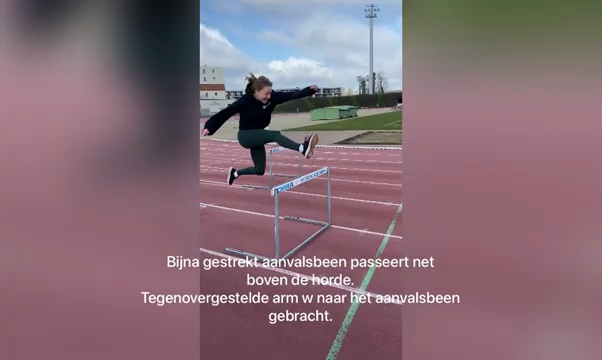 Bijna gestrekt aanvalsbeen passeert net
boven de horde.
Tegenovergestelde arm w naar het aanvalsbeen
gebracht.